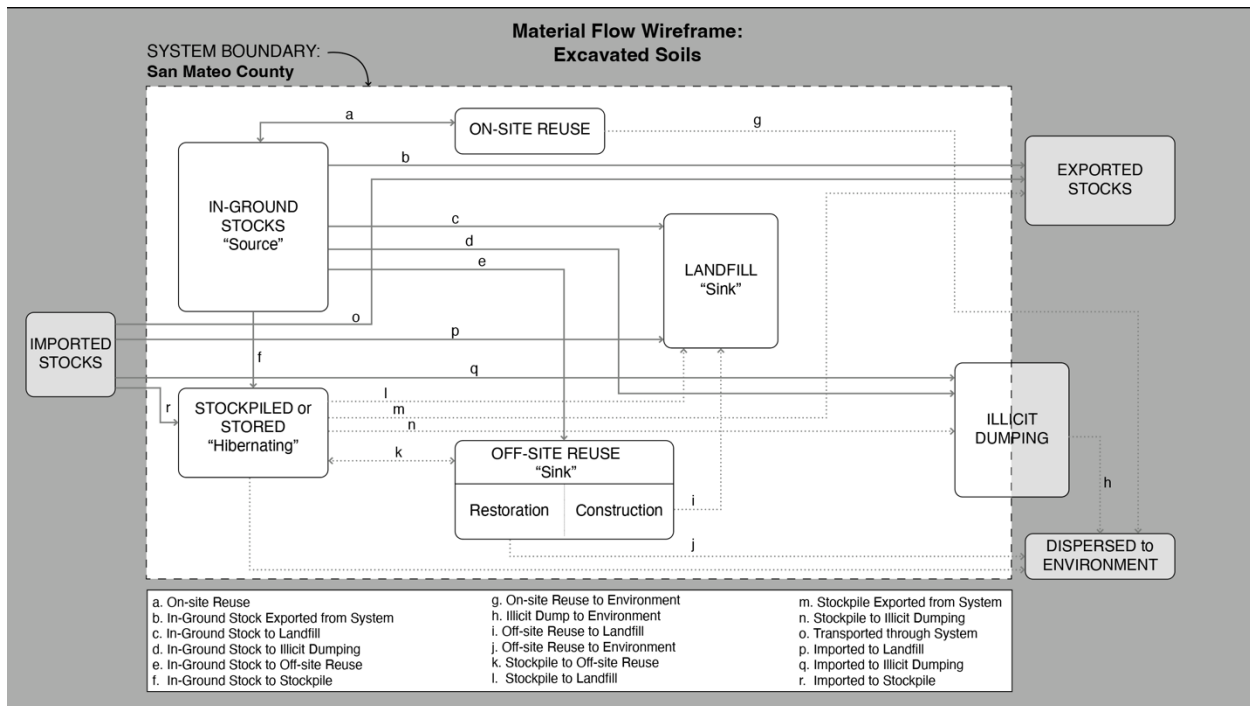 Material Flow Wireframe:
Excavated Soils
SYSTEM BOUNDARY:
San Mateo County
a
ON-SITE REUSE
g
b
EXPORTED
STOCKS
IN-GROUND
STOCKS
“Source”
c
d
e
LANDFILL
“Sink”
o
p
IMPORTED
STOCKS
f
q
r
STOCKPILED or
STORED
“Hibernating”
l
m
n
ILLICIT
DUMPING
k
OFF-SITE REUSE
“Sink”
Restoration
Construction
i
h
j
DISPERSED to
ENVIRONMENT
a. On-site Reuse
b. In-Ground Stock Exported from System
c. In-Ground Stock to Landfill
d. In-Ground Stock to Illicit Dumping
e. In-Ground Stock to Off-site Reuse
f. In-Ground Stock to Stockpile
g. On-site Reuse to Environment
h. Illicit Dump to Environment
i. Off-site Reuse to Landfill
j. Off-site Reuse to Environment
k. Stockpile to Off-site Reuse
l. Stockpile to Landfill
m. Stockpile Exported from System
n. Stockpile to Illicit Dumping
o. Transported through System
p. Imported to Landfill
q. Imported to Illicit Dumping
r. Imported to Stockpile